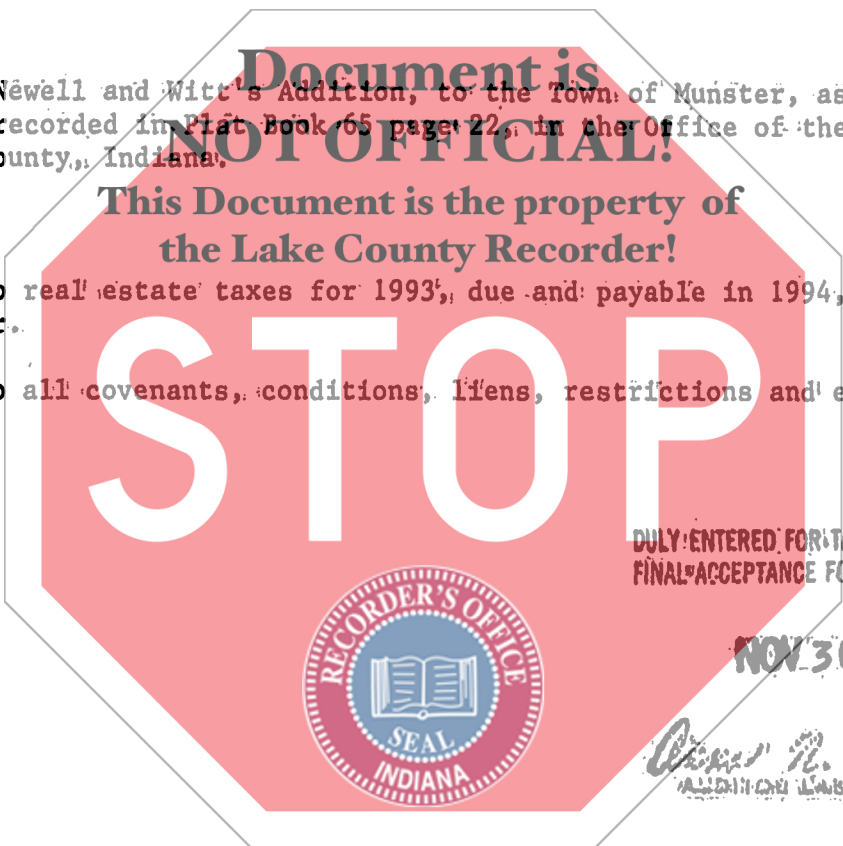 Document is
Newell and Witt's Addition, to the Town of Munster, as
recorded in Plat Book 65 page 22, in the Office of the
NOT OFFICIAL!
ounty, Indiana.
This Document is the property of
the Lake County Recorder!
o real estate taxes for 1993, due and payable in 1994,
r.
STOP
o all covenants, conditions, liens, restrictions and e
DULY ENTERED FOR TA
FINAL ACCEPTANCE FO
RECORDER'S OFFICE
NOV 30
SEAL
INDIANA